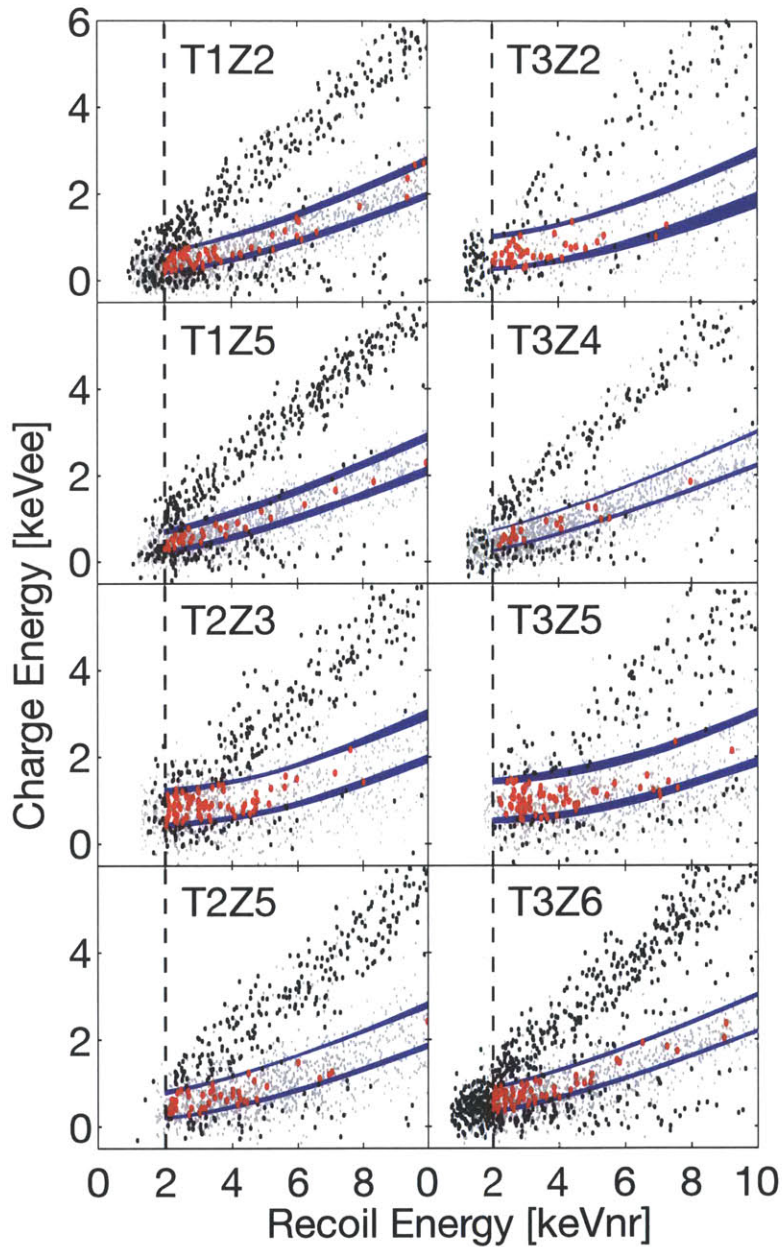 6
4
2
0
T1Z2
T3Z2
4
2
0
T1Z5
T3Z4
4
2
0
T2Z3
T3Z5
4
2
0
T2Z5
T3Z6
0 2 4 6 8 0 2 4 6 8 10
Charge Energy [keVee]
Recoil Energy [keVnr]